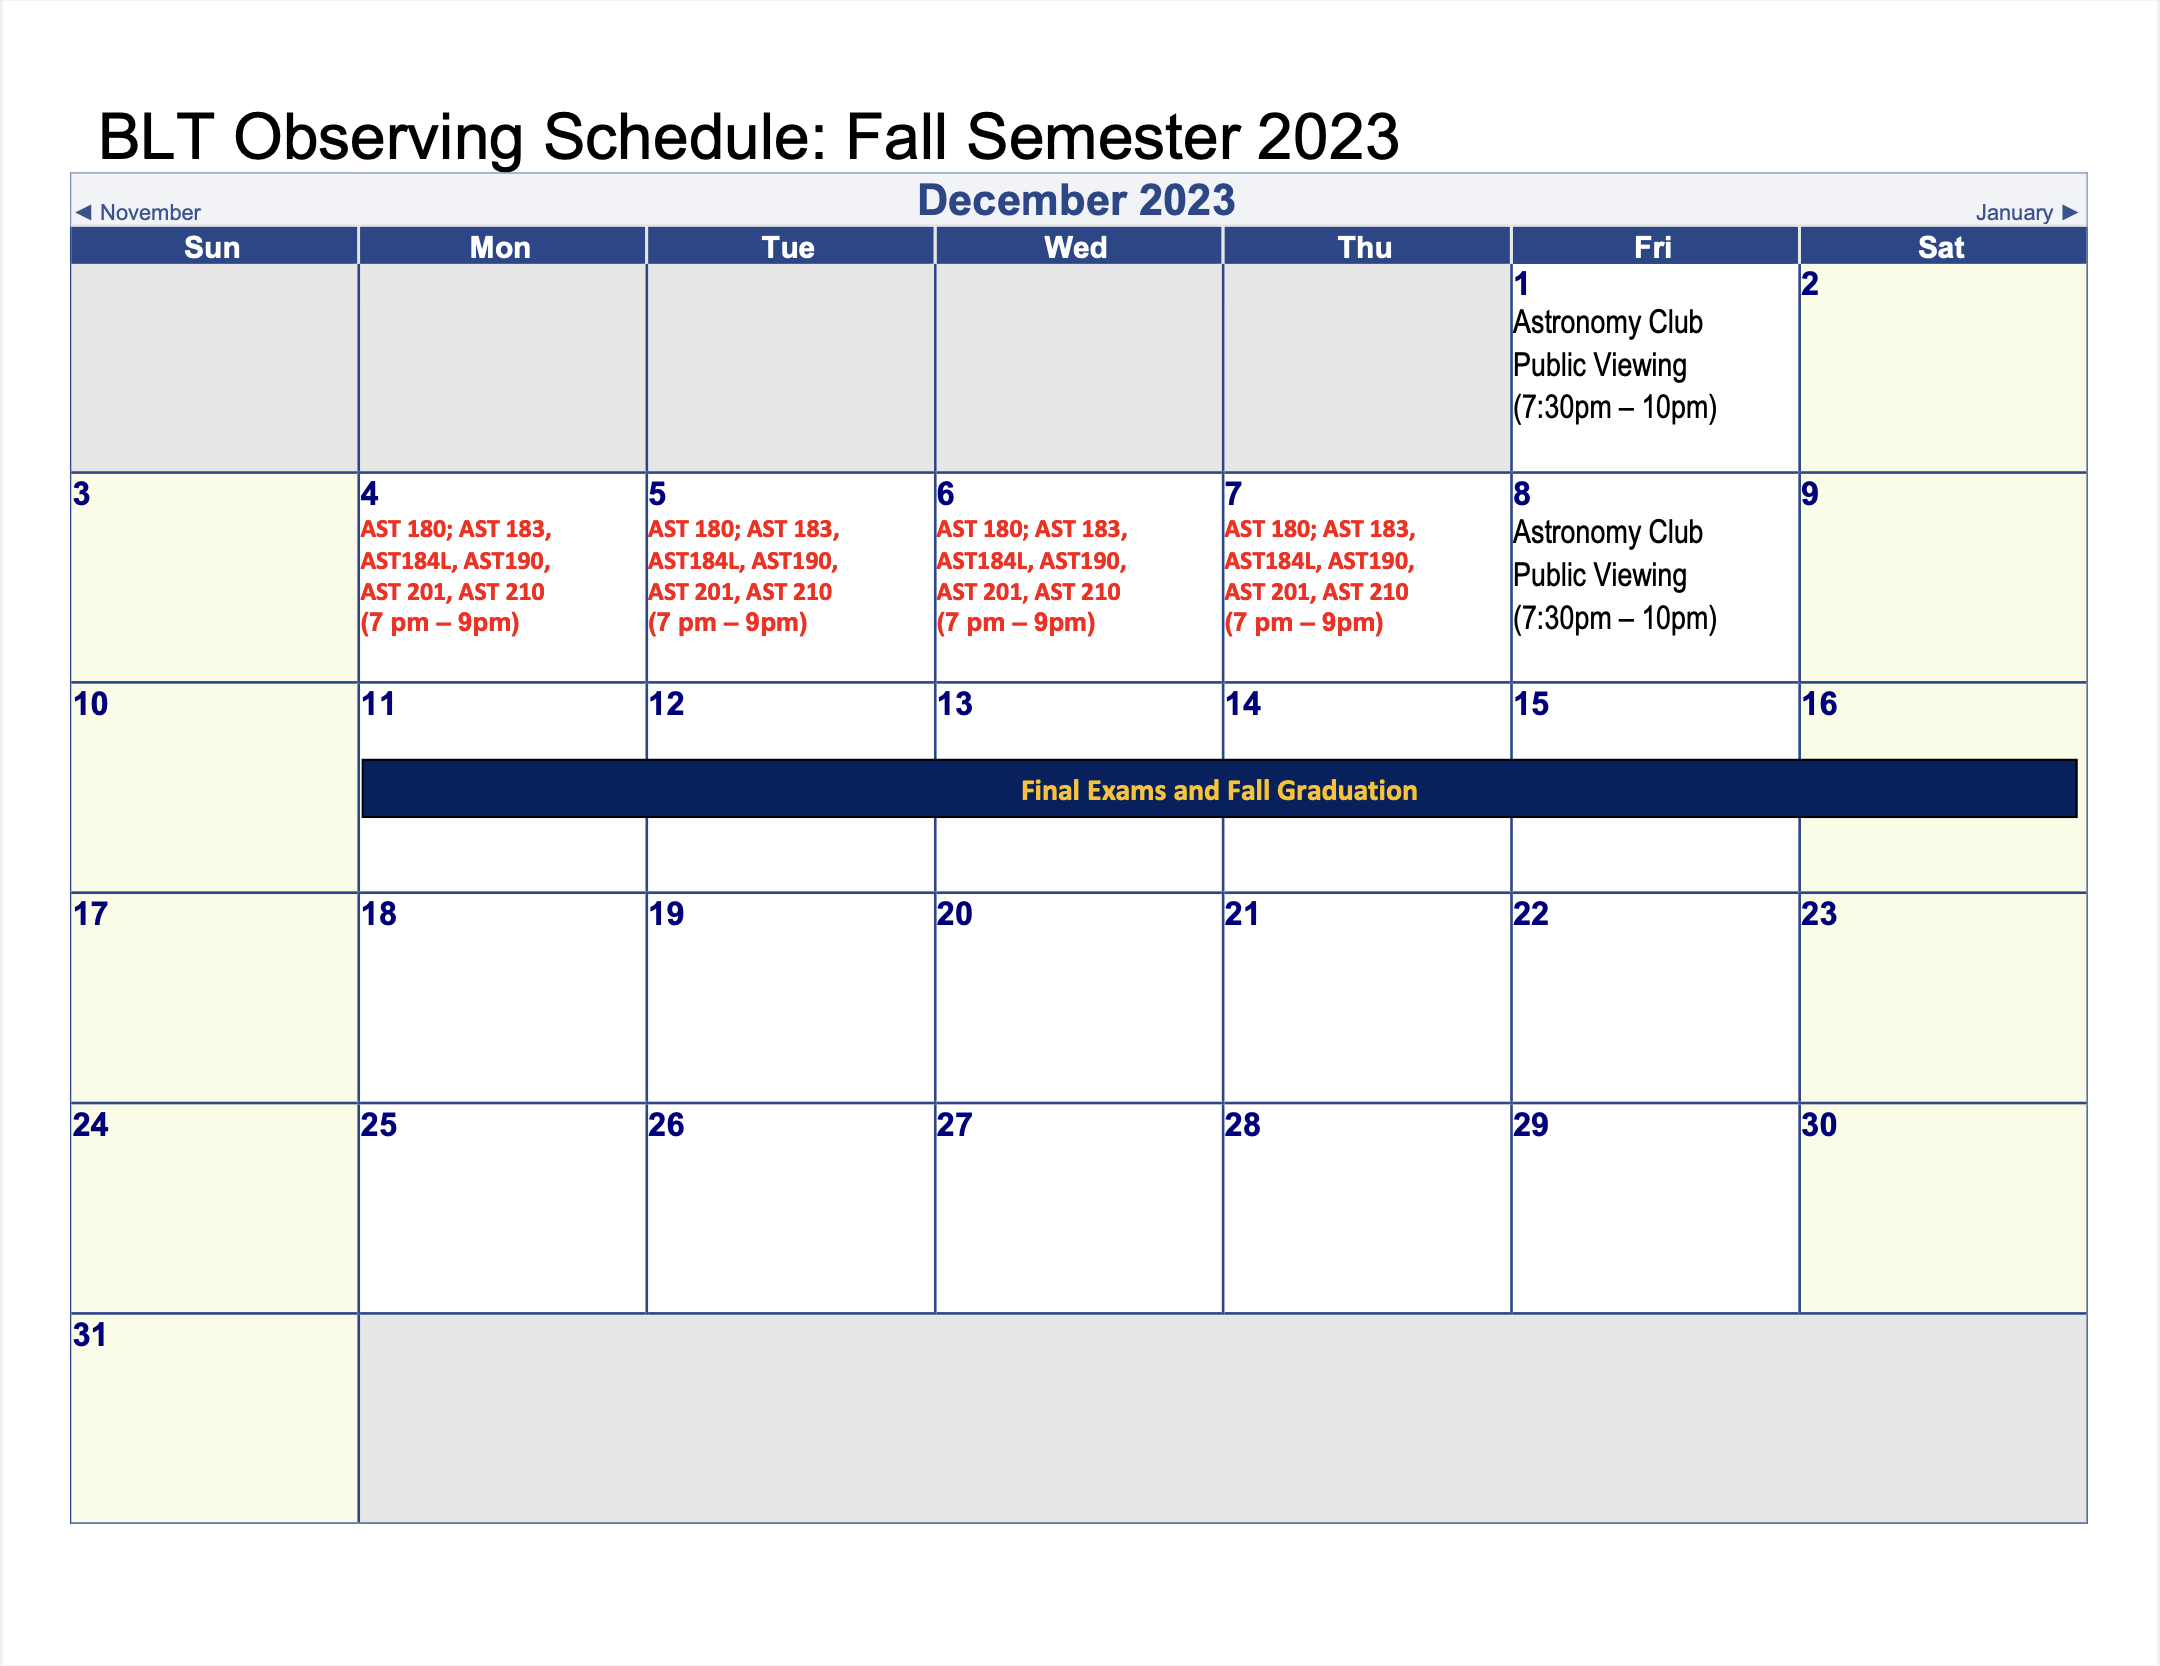 BLT Observing Schedule: Fall Semester 2023
◄ November
December 2023
January ►
Sun Mon Tue Wed Thu Fri Sat
1
Astronomy Club
Public Viewing
(7:30pm – 10pm)
2
3
4
AST 180; AST 183,
AST184L, AST190,
AST 201, AST 210
(7 pm – 9pm)
5
AST 180; AST 183,
AST184L, AST190,
AST 201, AST 210
(7 pm – 9pm)
6
AST 180; AST 183,
AST184L, AST190,
AST 201, AST 210
(7 pm – 9pm)
7
AST 180; AST 183,
AST184L, AST190,
AST 201, AST 210
(7 pm – 9pm)
8
Astronomy Club
Public Viewing
(7:30pm – 10pm)
9
10 11 12 13 14 15 16
Final Exams and Fall Graduation
17 18 19 20 21 22 23
24 25 26 27 28 29 30
31